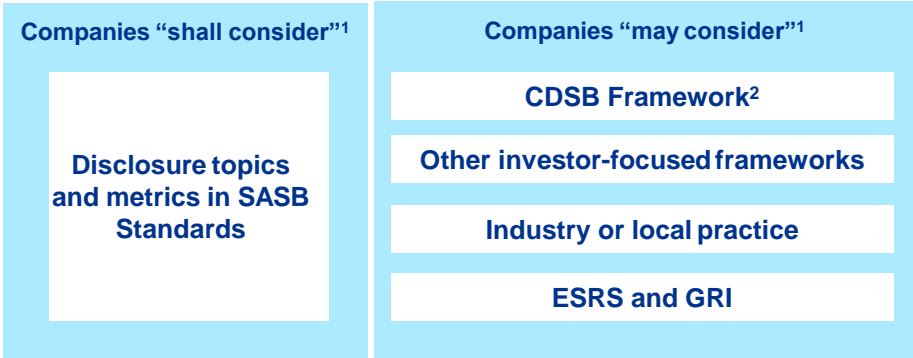 Companies “shall consider”¹
Disclosure topics
and metrics in SASB
Standards
Companies “may consider”¹
CDSB Framework²
Other investor-focused frameworks
Industry or local practice
ESRS and GRI